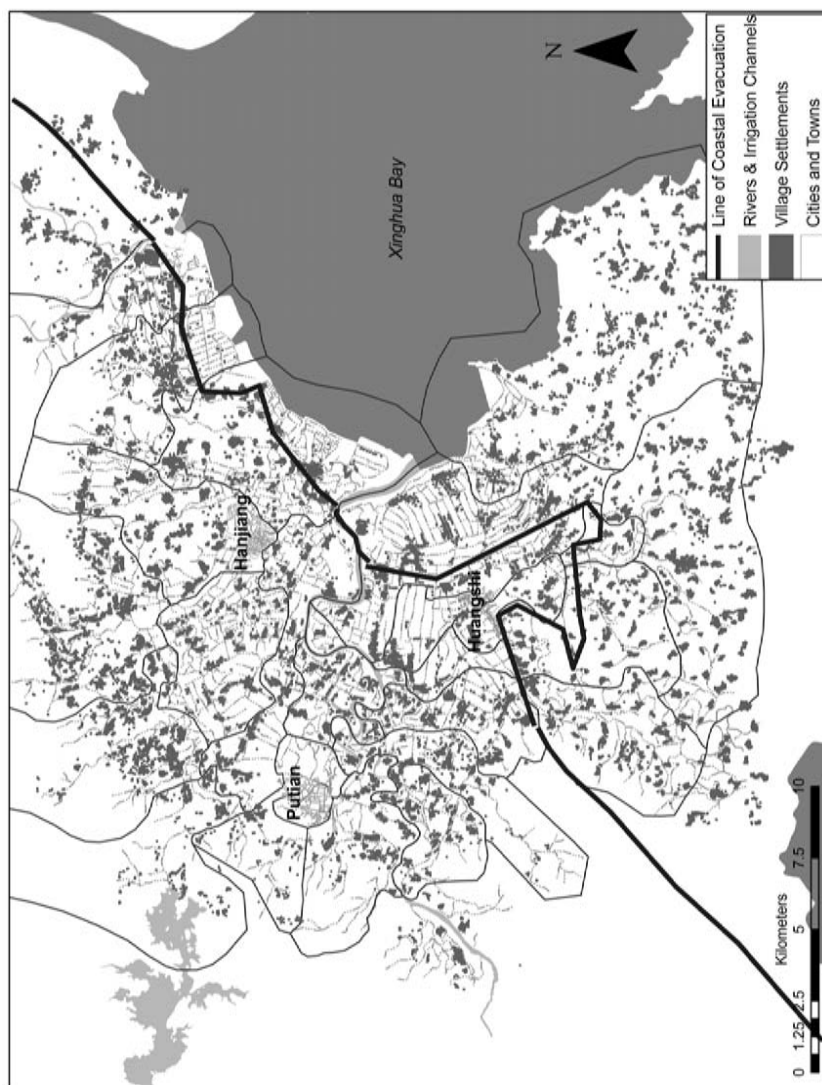 N
Xinghua Bay
Hanjiang
Putian
Huangshi
Line of Coastal Evacuation
Rivers & Irrigation Channels
Village Settlements
Cities and Towns
Kilometers
0 1.25 2.5 5 7.5 10